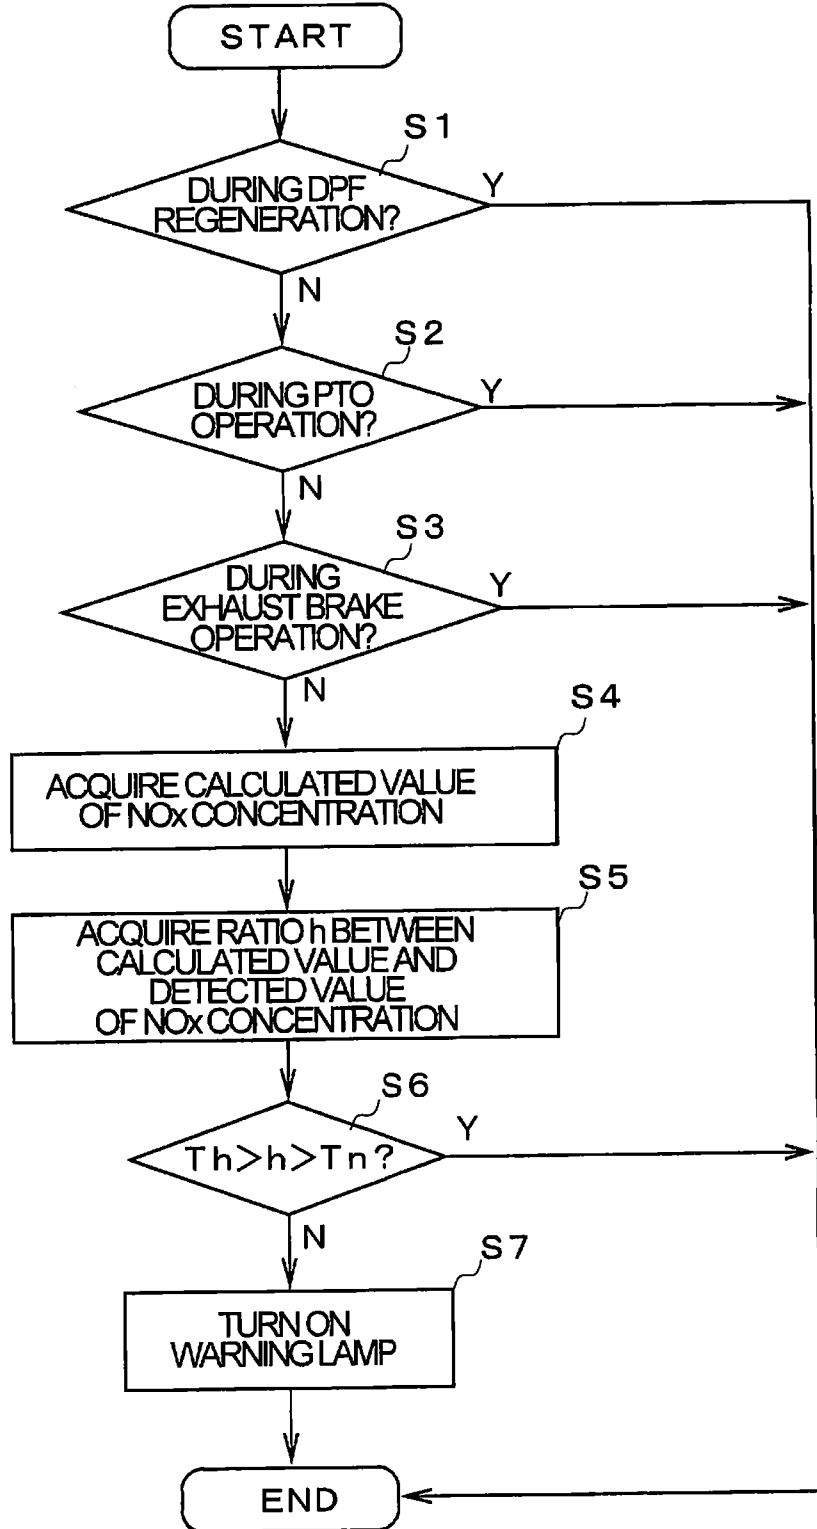 START
S1
DURING DPF
REGENERATION?
Y
N
S2
DURING PTO
OPERATION?
Y
N
S3
DURING
EXHAUST BRAKE
OPERATION?
Y
N
S4
ACQUIRE CALCULATED VALUE
OF NOx CONCENTRATION
S5
ACQUIRE RATIO h BETWEEN
CALCULATED VALUE AND
DETECTED VALUE
OF NOx CONCENTRATION
S6
Th>h>Tn?
Y
N
S7
TURN ON
WARNING LAMP
END